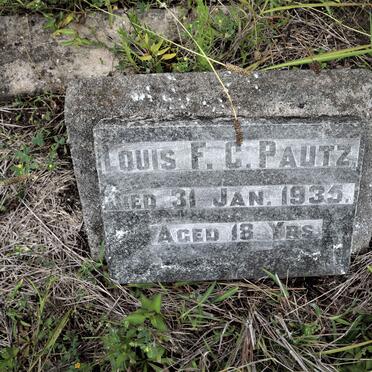 LOUIS F. C. PAUTZ
DIED 31 JAN. 1935.
AGED 18 YRS